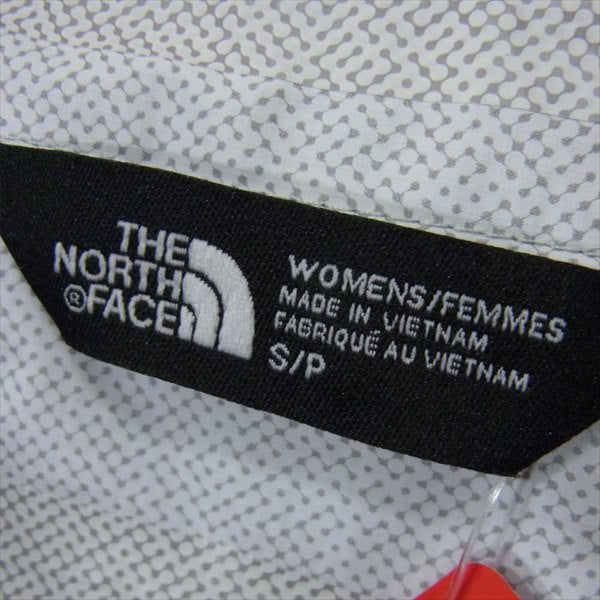 THE
NORTH
® FACE
WOMENS/FEMMES
MADE IN VIETNAM
FABRIQUÉ AU VIETNAM
S/P